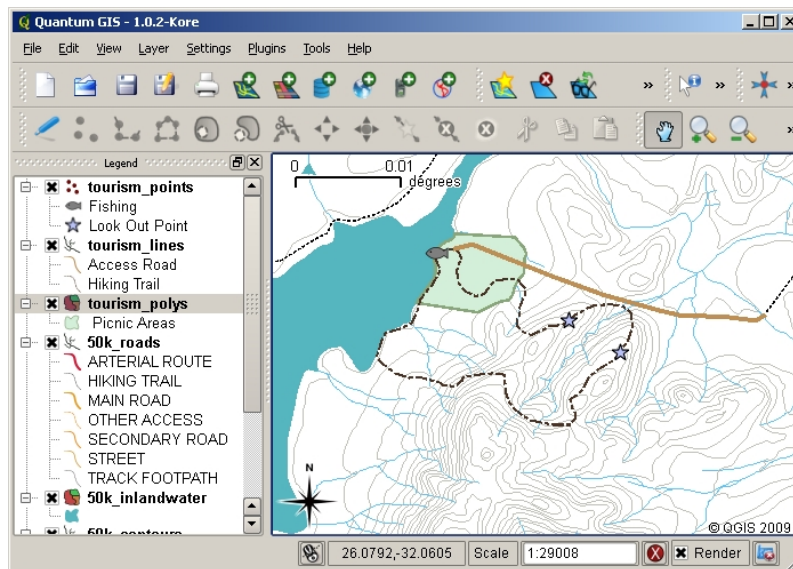 Quantum GIS - 1.0.2-Kore
File Edit View Layer Settings Plugins Tools Help
» » »
»
Legend
tourism_points
Fishing
Look Out Point
tourism_lines
Access Road
Hiking Trail
tourism_polys
Picnic Areas
50k_roads
ARTERIAL ROUTE
HIKING TRAIL
MAIN ROAD
OTHER ACCESS
SECONDARY ROAD
STREET
TRACK FOOTPATH
50k_inlandwater
50k_contours
0 0.01
dégrees
N
© QGIS 2009
26.0792,-32.0605 Scale 1:29008 Render